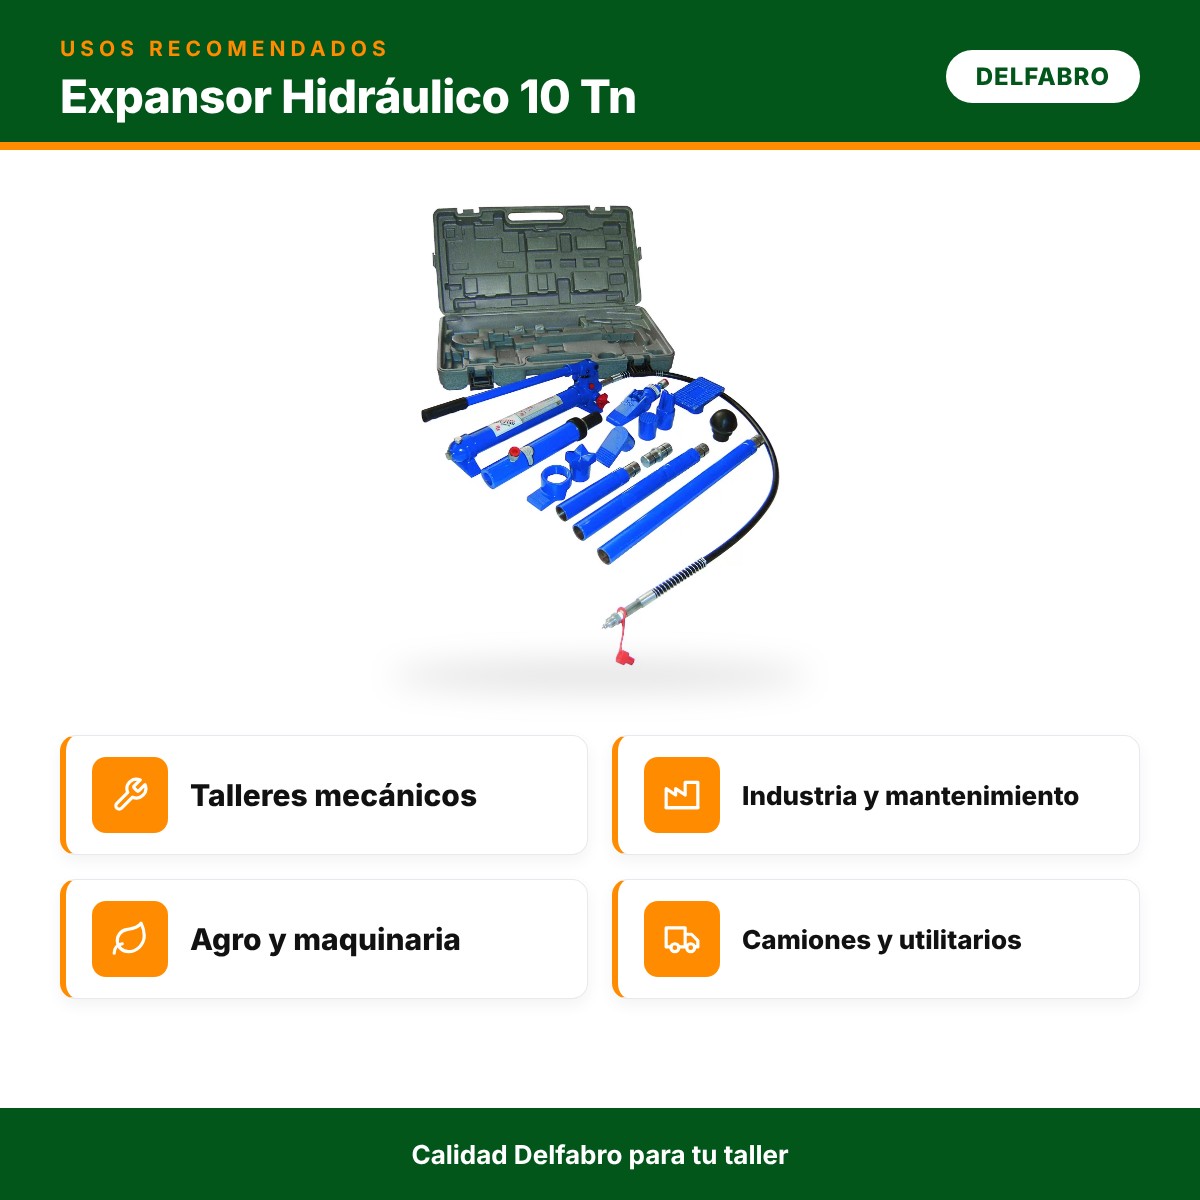 USOS RECOMENDADOS
Expansor Hidráulico 10 Tn
DELFABRO
Talleres mecánicos
Industria y mantenimiento
Agro y maquinaria
Camiones y utilitarios
Calidad Delfabro para tu taller